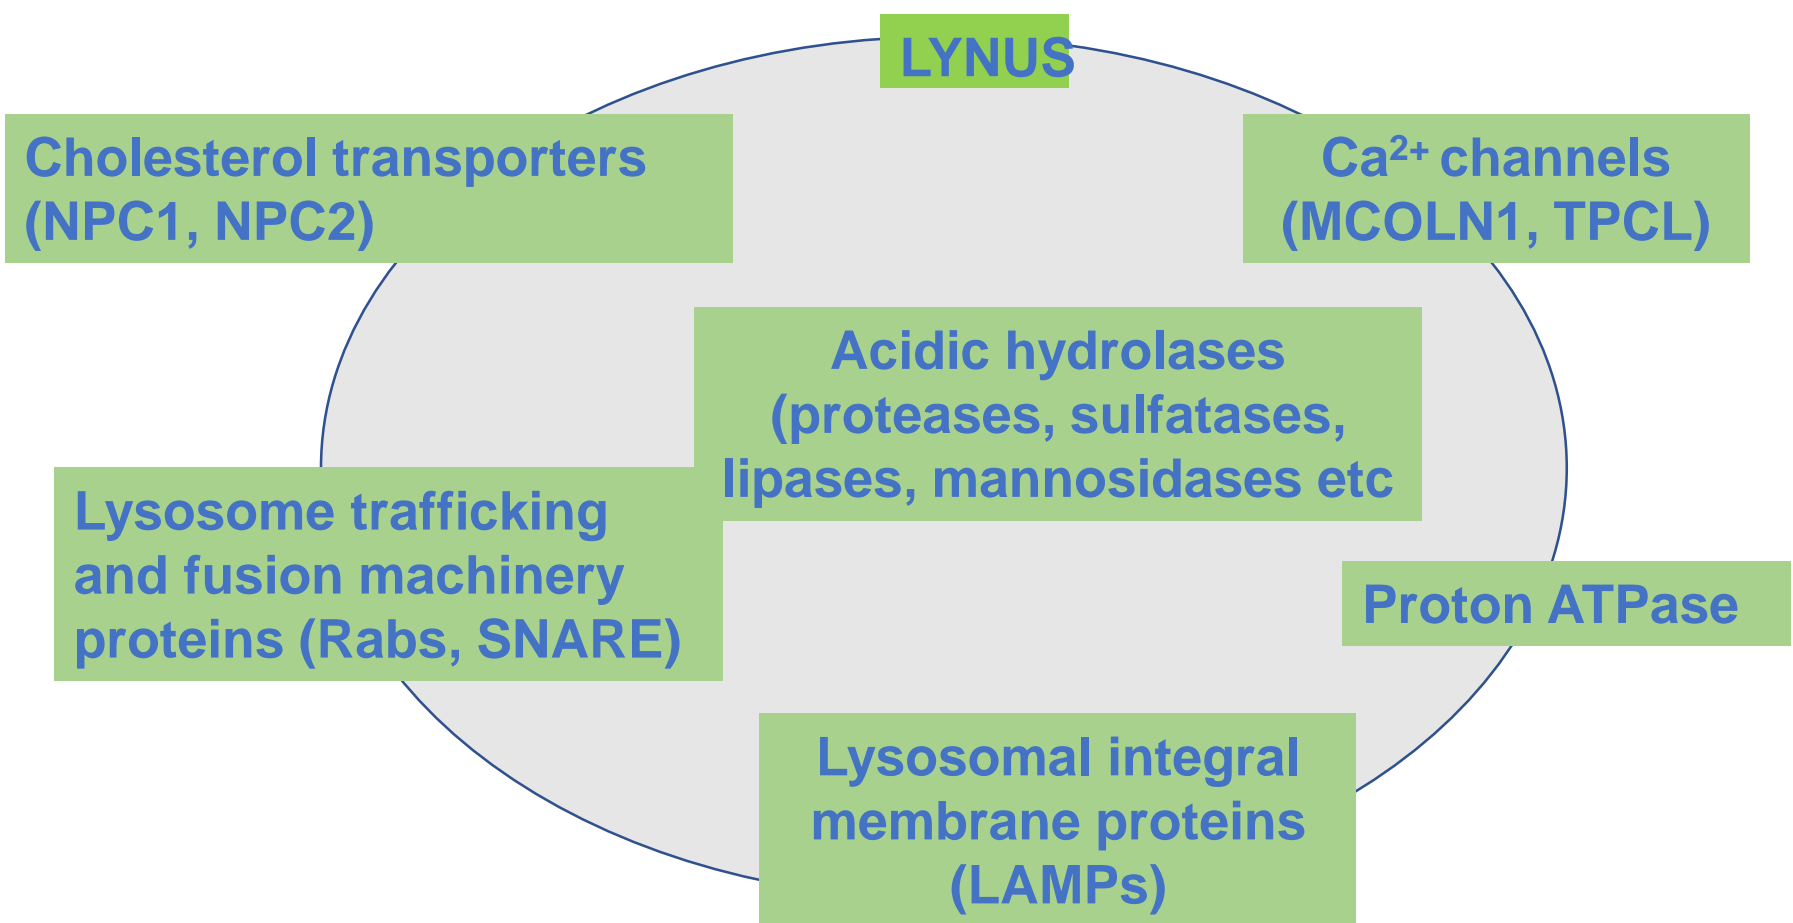 LYNUS
Cholesterol transporters
(NPC1, NPC2)
Ca²⁺ channels
(MCOLN1, TPCL)
Acidic hydrolases
(proteases, sulfatases,
lipases, mannosidases etc
Lysosome trafficking
and fusion machinery
proteins (Rabs, SNARE)
Proton ATPase
Lysosomal integral
membrane proteins
(LAMPs)